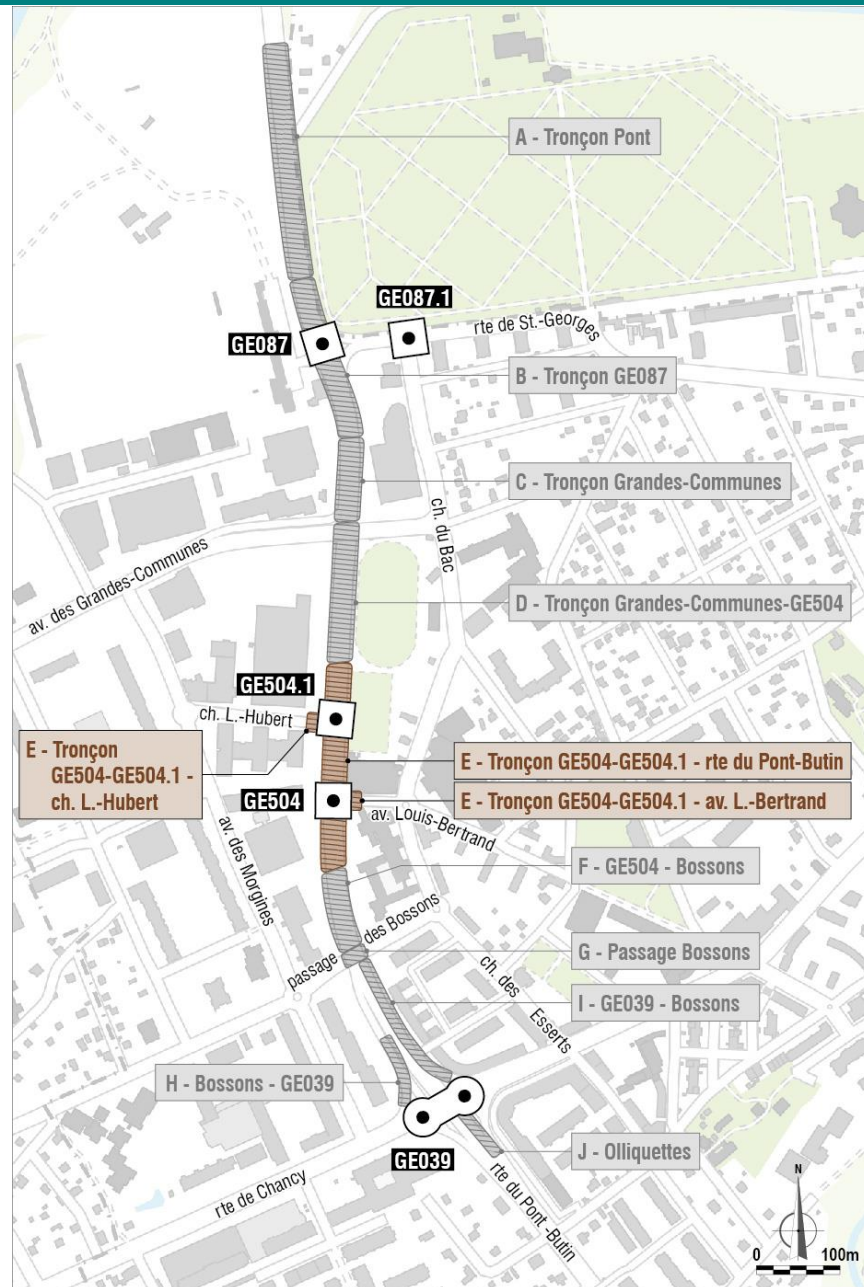 A - Tronçon Pont
GE087.1
rte de St.-Georges
GE087
B - Tronçon GE087
C - Tronçon Grandes-Communes
ch. du Bac
av. des Grandes-Communes
D - Tronçon Grandes-Communes-GE504
GE504.1
ch. L.-Hubert
E - Tronçon
GE504-GE504.1 -
ch. L.-Hubert
E - Tronçon GE504-GE504.1 - rte du Pont-Butin
E - Tronçon GE504-GE504.1 - av. L.-Bertrand
GE504
av. Louis-Bertrand
av. des Morgines
F - GE504 - Bossons
passage des Bossons
G - Passage Bossons
ch. des Esserts
I - GE039 - Bossons
H - Bossons - GE039
GE039
J - Olliquettes
rte de Chancy
rte du Pont -Butin
N
0 100m